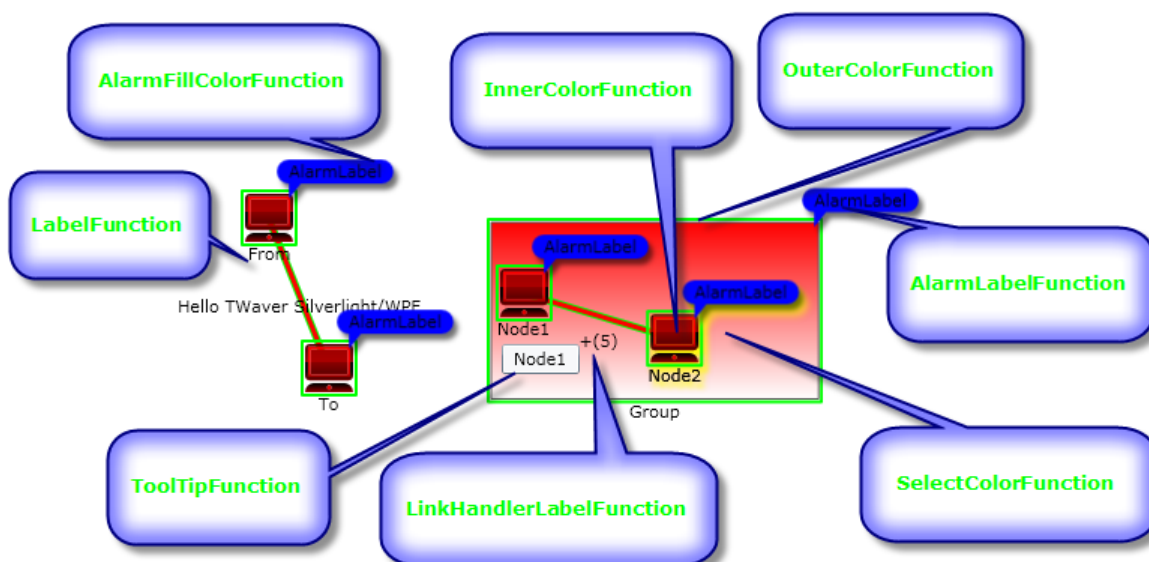 AlarmFillColorFunction
InnerColorFunction
OuterColorFunction
AlarmLabel
LabelFunction
From
AlarmLabel
AlarmLabel
AlarmLabel
AlarmLabelFunction
Hello TWaver Silverlight/WPF
AlarmLabel
Node1
+(5)
Node1
Node2
To
Group
ToolTipFunction
LinkHandlerLabelFunction
SelectColorFunction